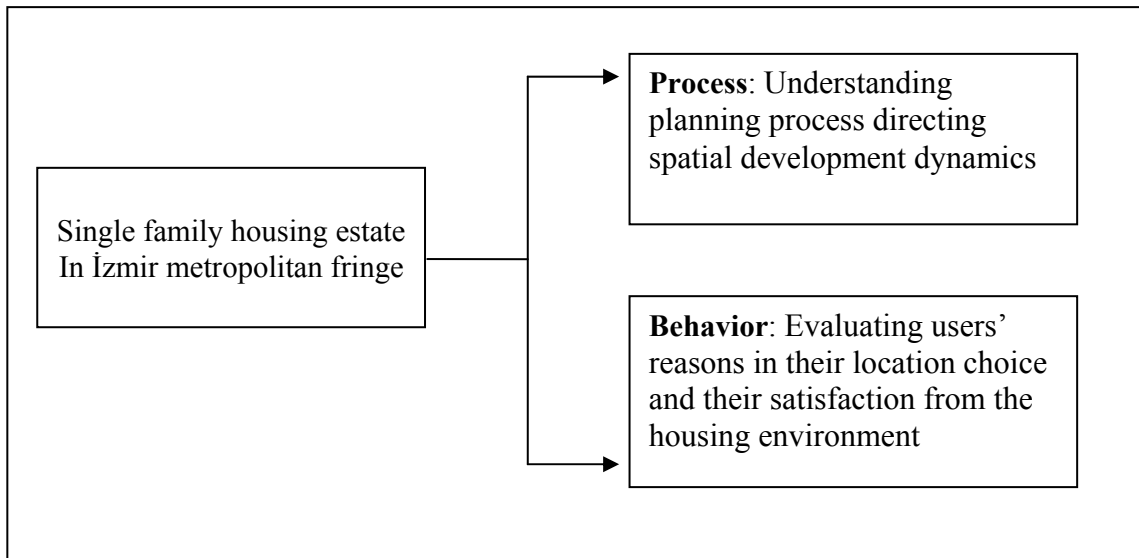 Single family housing estate
In İzmir metropolitan fringe
Process: Understanding
planning process directing
spatial development dynamics
Behavior: Evaluating users’
reasons in their location choice
and their satisfaction from the
housing environment